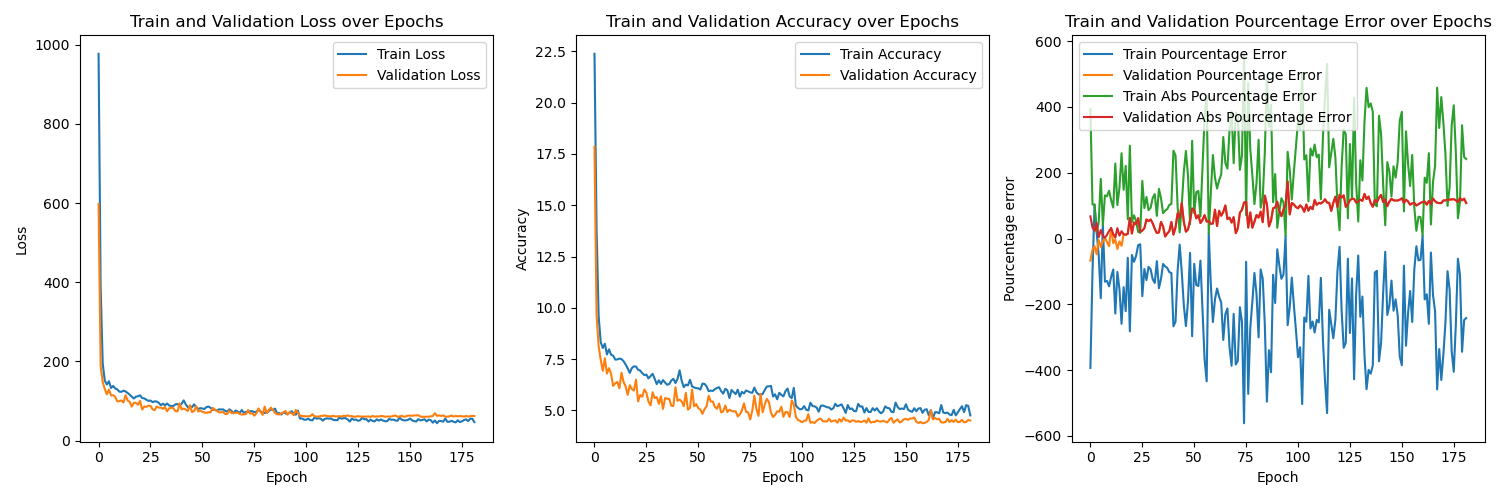 Train and Validation Loss over Epochs
Train Loss
Validation Loss
1000
800
600
400
200
0
Loss
0 25 50 75 100 125 150 175
Epoch
Train and Validation Accuracy over Epochs
Train Accuracy
Validation Accuracy
22.5
20.0
17.5
15.0
12.5
10.0
7.5
5.0
Accuracy
0 25 50 75 100 125 150 175
Epoch
Train and Validation Pourcentage Error over Epochs
Train Pourcentage Error
Validation Pourcentage Error
Train Abs Pourcentage Error
Validation Abs Pourcentage Error
600
400
200
0
−200
−400
−600
Pourcentage error
0 25 50 75 100 125 150 175
Epoch